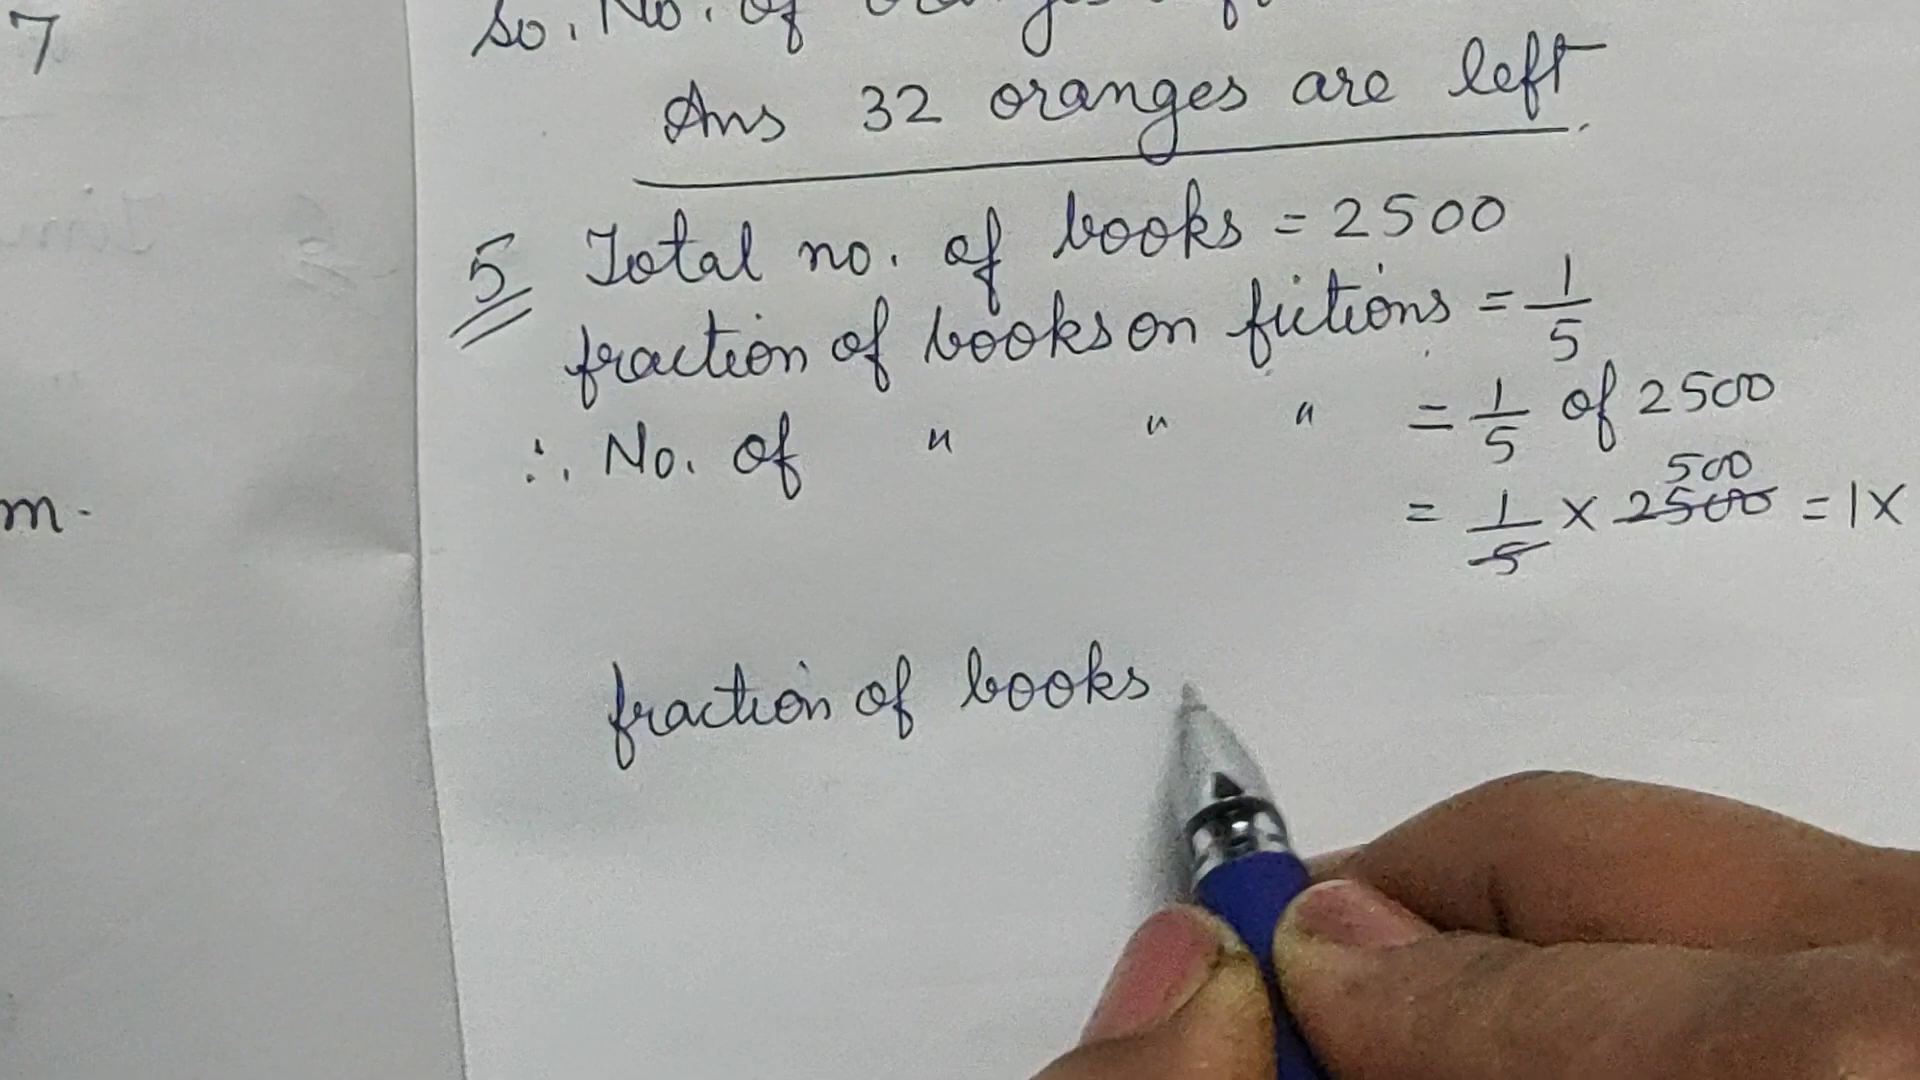 7
So, No. of oranges
Ans 32 oranges are left.
5 Total no. of books = 2500
fraction of books on fictions = 1/5
∴ No. of " " " = 1/5 of 2500
500
= 1/5 × 2500 = 1×
m.
fraction of books